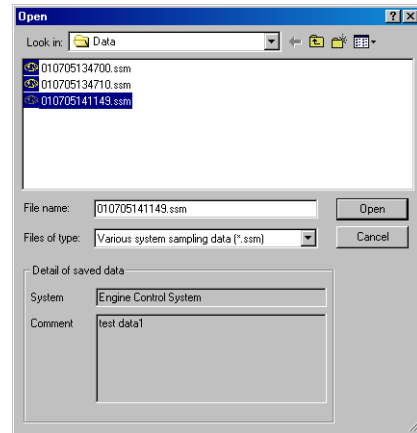 Open
Look in: Data
010705134700.ssm
010705134710.ssm
010705141149.ssm
File name: 010705141149.ssm Open
Files of type: Various system sampling data (*.ssm) Cancel
Detail of saved data
System Engine Control System
Comment test data1